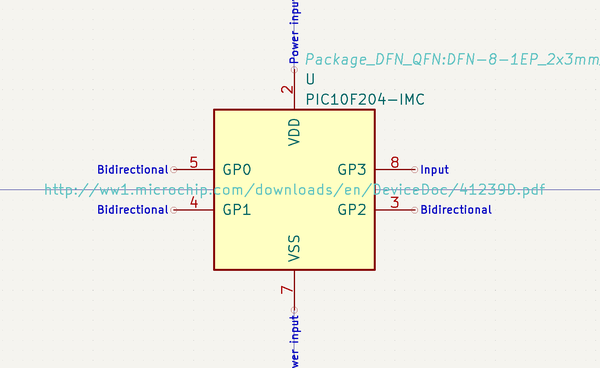 Power input
Package_DFN_QFN:DFN-8-1EP_2x3mm
U
PIC10F204-IMC
2
VDD
Bidirectional 5 GP0 GP3 8 Input
http://ww1.microchip.com/downloads/en/DeviceDoc/41239D.pdf
Bidirectional 4 GP1 GP2 3 Bidirectional
VSS
7
wer input